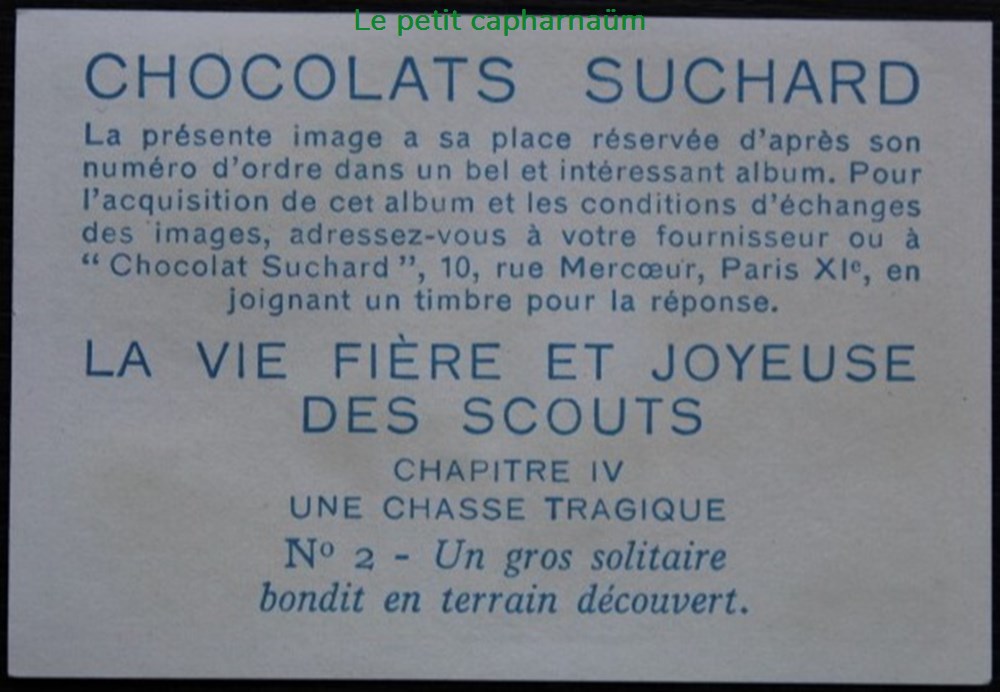 Le petit capharnaüm
CHOCOLATS SUCHARD
La présente image a sa place réservée d'après son
numéro d'ordre dans un bel et intéressant album. Pour
l'acquisition de cet album et les conditions d'échanges
des images, adressez-vous à votre fournisseur ou à
“ Chocolat Suchard ”, 10, rue Mercœur, Paris XIe, en
joignant un timbre pour la réponse.
LA VIE FIÈRE ET JOYEUSE
DES SCOUTS
CHAPITRE IV
UNE CHASSE TRAGIQUE
No 2 - Un gros solitaire
bondit en terrain découvert.